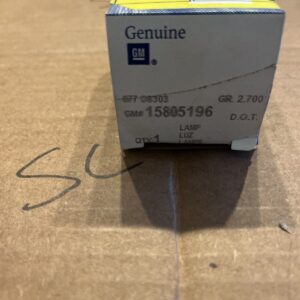 Genuine
GM
GR. 2.700
GM# 15805196
D.O.T.
LAMP
QTY 1
LUZ
SL